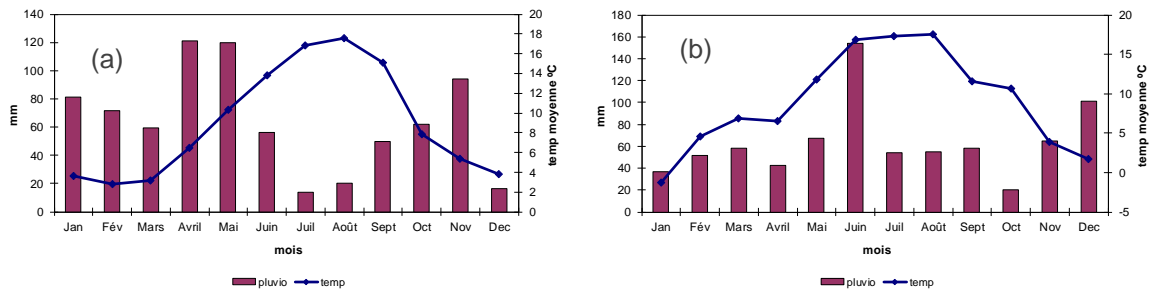 (a)
mm
140
120
100
80
60
40
20
0
20
18
16
14
12
10
8
6
4
2
0
temp moyenne ºC
Jan Fév Mars Avril Mai Juin Juil Août Sept Oct Nov Dec
mois
pluvio temp
(b)
mm
180
160
140
120
100
80
60
40
20
0
20
15
10
5
0
-5
temp moyenne ºC
Jan Fév Mars Avril Mai Juin Juil Août Sept Oct Nov Dec
mois
pluvio temp